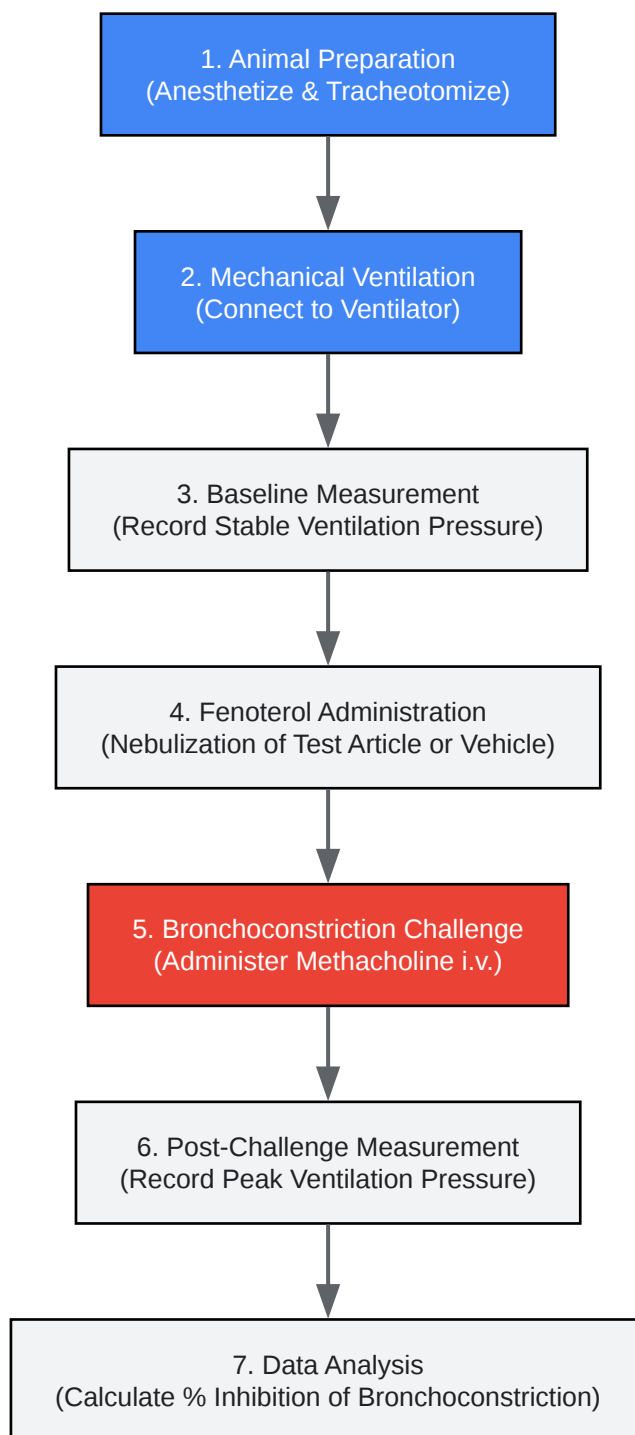 1. Animal Preparation
(Anesthetize & Tracheotomize)
2. Mechanical Ventilation
(Connect to Ventilator)
3. Baseline Measurement
(Record Stable Ventilation Pressure)
4. Fenoterol Administration
(Nebulization of Test Article or Vehicle)
5. Bronchoconstriction Challenge
(Administer Methacholine i.v.)
6. Post-Challenge Measurement
(Record Peak Ventilation Pressure)
7. Data Analysis
(Calculate % Inhibition of Bronchoconstriction)